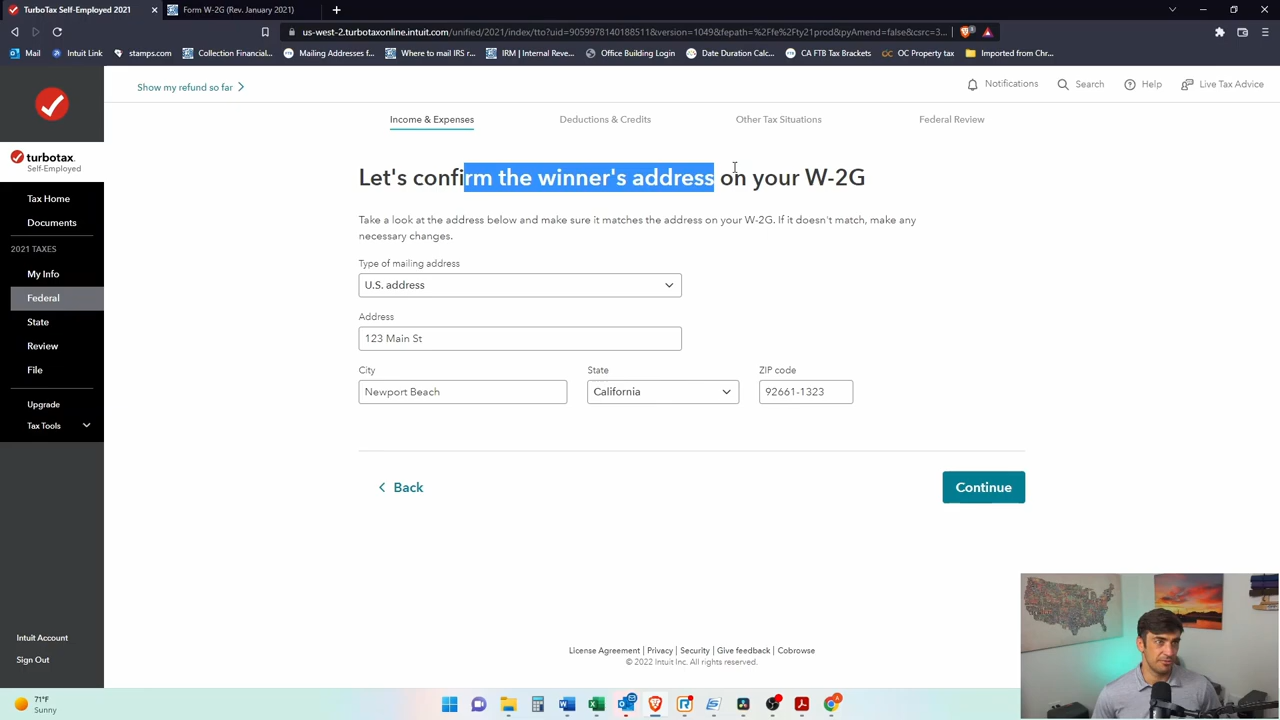 TurboTax Self-Employed 2021
Form W-2G (Rev. January 2021)
us-west-2.turbotaxonline.intuit.com/unified/2021/index/tto?uid=9059978140188511&version=1049&fepath=%2Ffe%2Fty21prod&pyAmend=false&csrc=3...
Mail
Intuit Link
stamps.com
Collection Financial...
Mailing Addresses f...
Where to mail IRS r...
IRM | Internal Reven...
Office Building Login
Date Duration Calc...
CA FTB Tax Brackets
OC Property tax
Imported from Chr...
Show my refund so far
Notifications
Search
Help
Live Tax Advice
turbotax
Self-Employed
Tax Home
Documents
2021 TAXES
My Info
Federal
State
Review
File
Upgrade
Tax Tools
Intuit Account
Sign Out
Income & Expenses
Deductions & Credits
Other Tax Situations
Federal Review
Let's confirm the winner's address on your W-2G
Take a look at the address below and make sure it matches the address on your W-2G. If it doesn't match, make any
necessary changes.
Type of mailing address
U.S. address
Address
123 Main St
City
State
ZIP code
Newport Beach
California
92661-1323
Back
Continue
License Agreement | Privacy | Security | Give feedback | Cobrowse
© 2022 Intuit Inc. All rights reserved.
71°F
Sunny